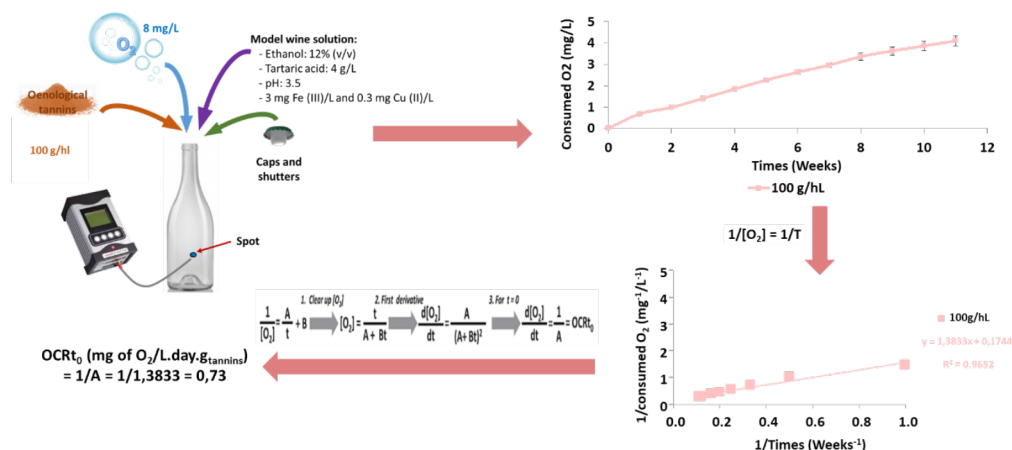 8 mg/L
O2
Model wine solution:
- Ethanol: 12% (v/v)
- Tartaric acid: 4 g/L
- pH: 3.5
- 3 mg Fe (III)/L and 0.3 mg Cu (II)/L
Oenological
tannins
100 g/hl
Caps and
shutters
Spot
Consumed O2 (mg/L)
5
4
3
2
1
0
0 2 4 6 8 10 12
Times (Weeks)
100 g/hL
1/[O₂] = 1/T
1/consumed O₂ (mg⁻¹/L⁻¹)
5
4
3
2
1
0
0.0 0.2 0.4 0.6 0.8 1.0
1/Times (Weeks⁻¹)
100g/hL
y = 1,3833x + 0,1744
R² = 0.9652
1. Clear up [O₂] 2. First derivative 3. For t = 0
1/[O₂] = A/t + B [O₂] = t/(A + Bt) d[O₂]/dt = A/(A + Bt)² d[O₂]/dt = 1/A = OCRt₀
OCRt₀ (mg of O₂/L.day.gtannins)
= 1/A = 1/1,3833 = 0,73